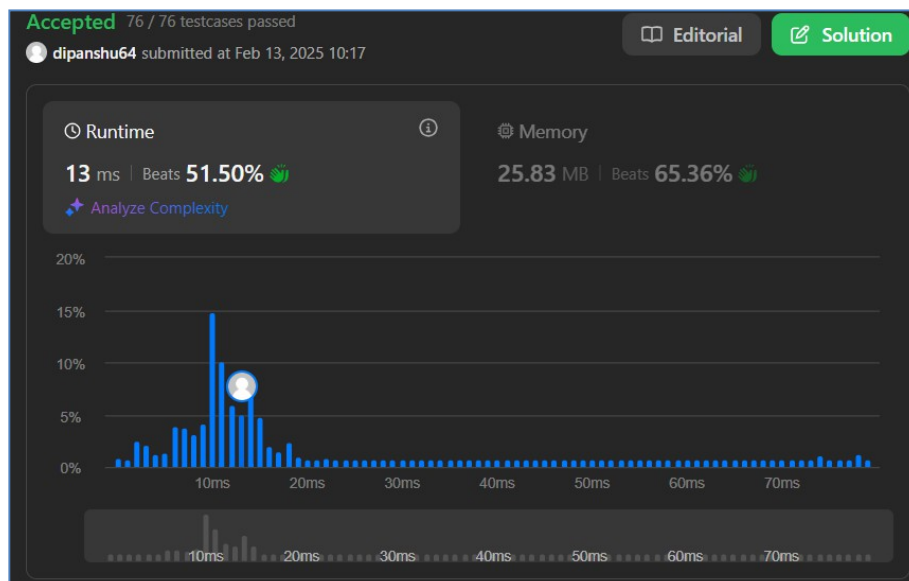 Accepted 76 / 76 testcases passed
Editorial
Solution
dipanshu64 submitted at Feb 13, 2025 10:17
Runtime
13 ms | Beats 51.50%
Analyze Complexity
Memory
25.83 MB | Beats 65.36%
20%
15%
10%
5%
0%
10ms 20ms 30ms 40ms 50ms 60ms 70ms
10ms 20ms 30ms 40ms 50ms 60ms 70ms